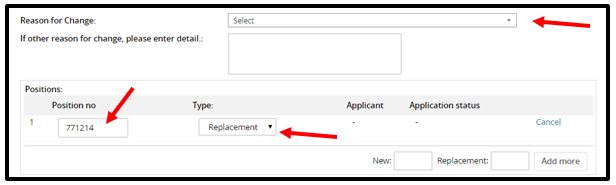 Reason for Change: Select
If other reason for change, please enter detail.:
Positions:
Position no Type: Applicant Application status
1 771214 Replacement - - Cancel
New: Replacement: Add more